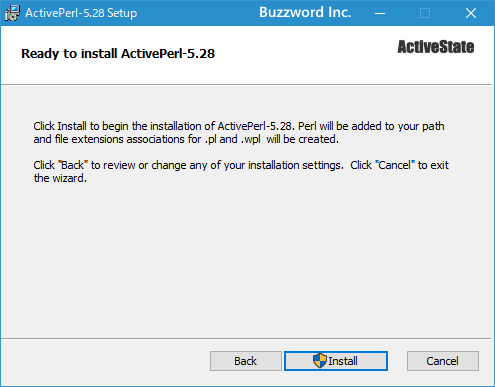 ActivePerl-5.28 Setup Buzzword Inc.
Ready to install ActivePerl-5.28
ActiveState
Click Install to begin the installation of ActivePerl-5.28. Perl will be added to your path
and file extensions associations for .pl and .wpl  will be created.
Click "Back" to review or change any of your installation settings.  Click "Cancel" to exit
the wizard.
Back Install Cancel